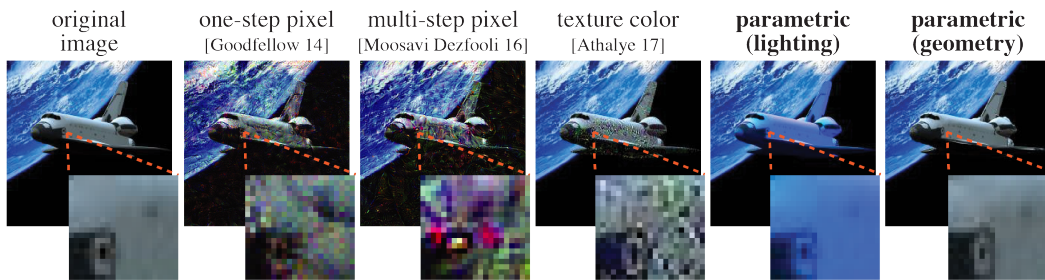 original
image
one-step pixel
[Goodfellow 14]
multi-step pixel
[Moosavi Dezfooli 16]
texture color
[Athalye 17]
parametric
(lighting)
parametric
(geometry)